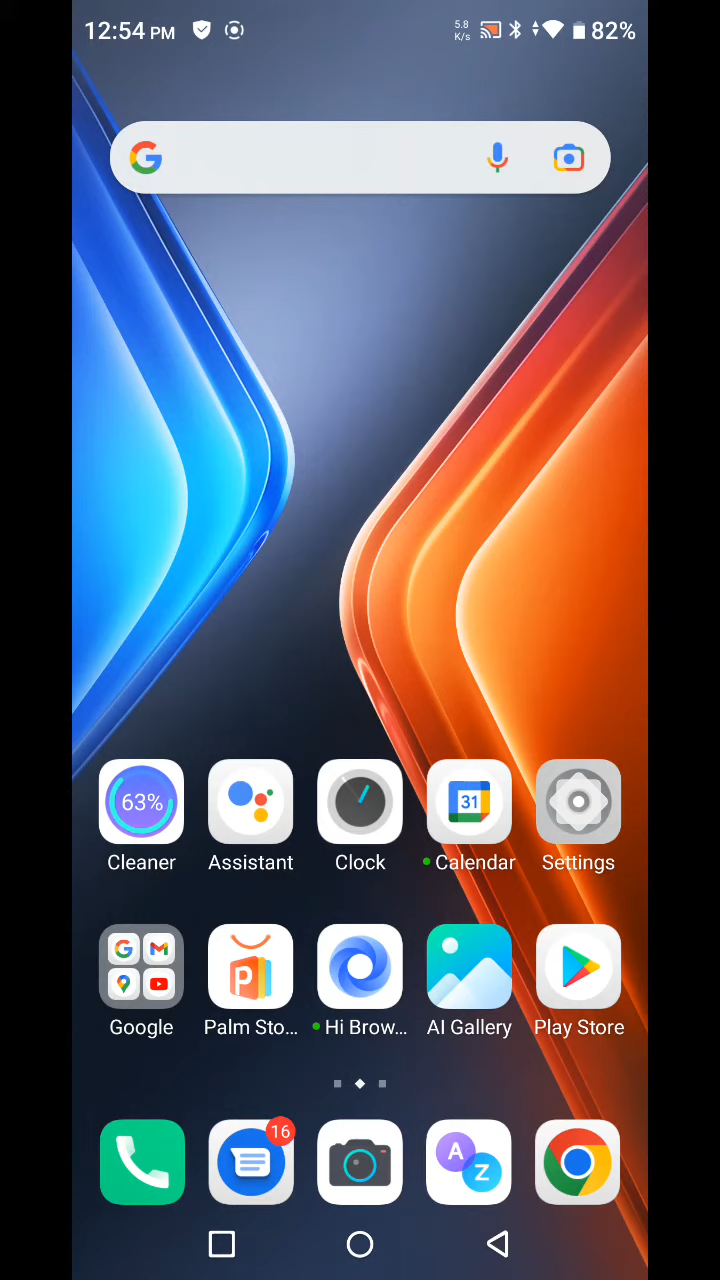 12:54 PM 5.8 K/s 82%
63%
Cleaner Assistant Clock Calendar Settings
31
Google Palm Sto... Hi Brow... AI Gallery Play Store
16
A Z